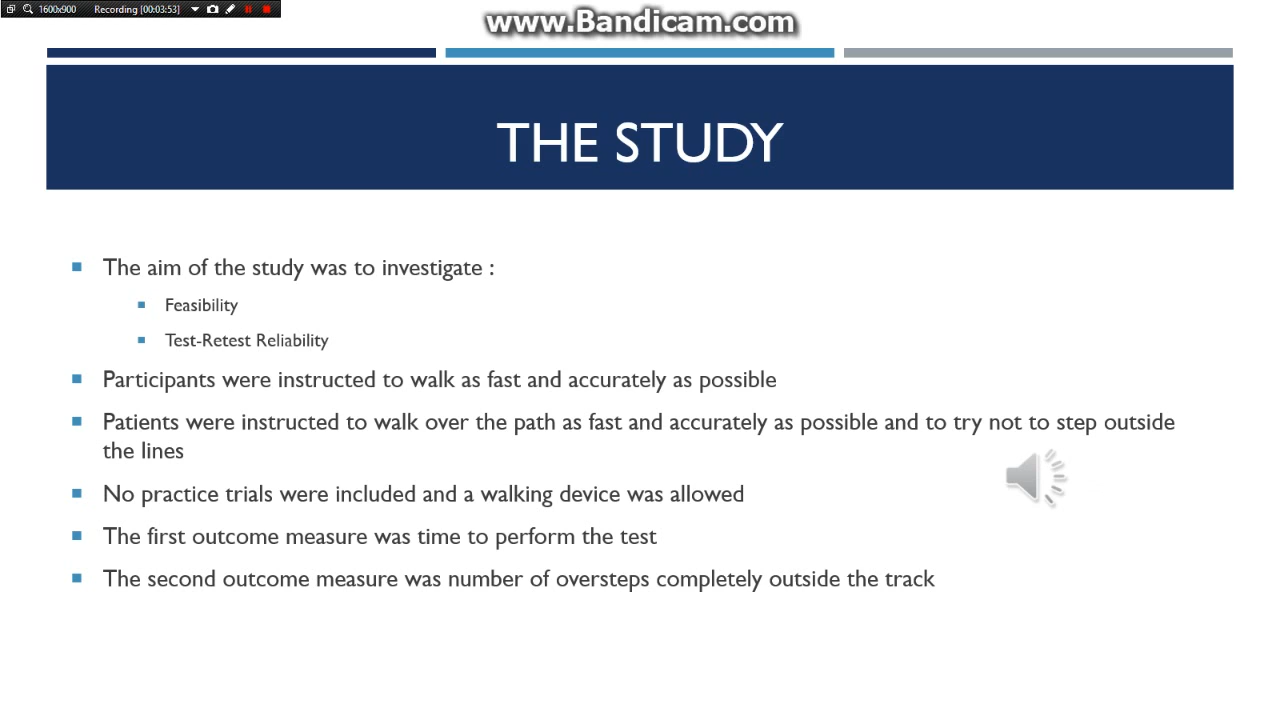 1600x900 Recording [00:03:53]
www.Bandicam.com
THE STUDY
The aim of the study was to investigate :
Feasibility
Test-Retest Reliability
Participants were instructed to walk as fast and accurately as possible
Patients were instructed to walk over the path as fast and accurately as possible and to try not to step outside
the lines
No practice trials were included and a walking device was allowed
The first outcome measure was time to perform the test
The second outcome measure was number of oversteps completely outside the track